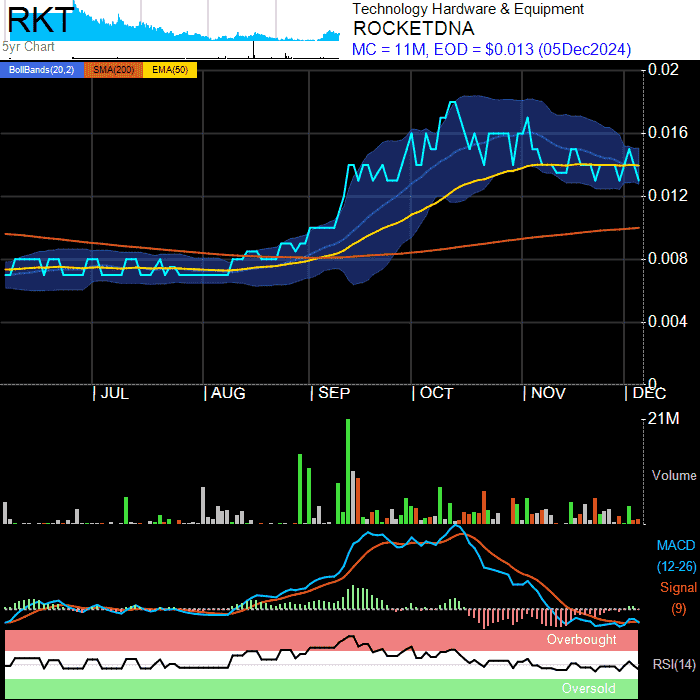 RKT
5yr Chart
Technology Hardware & Equipment
ROCKETDNA
MC = 11M, EOD = $0.013 (05Dec2024)
BollBands(20,2) SMA(200) EMA(50)
0.02
0.016
0.012
0.008
0.004
0
JUL AUG SEP OCT NOV DEC
21M
Volume
MACD
(12-26)
Signal
(9)
Overbought
RSI(14)
Oversold